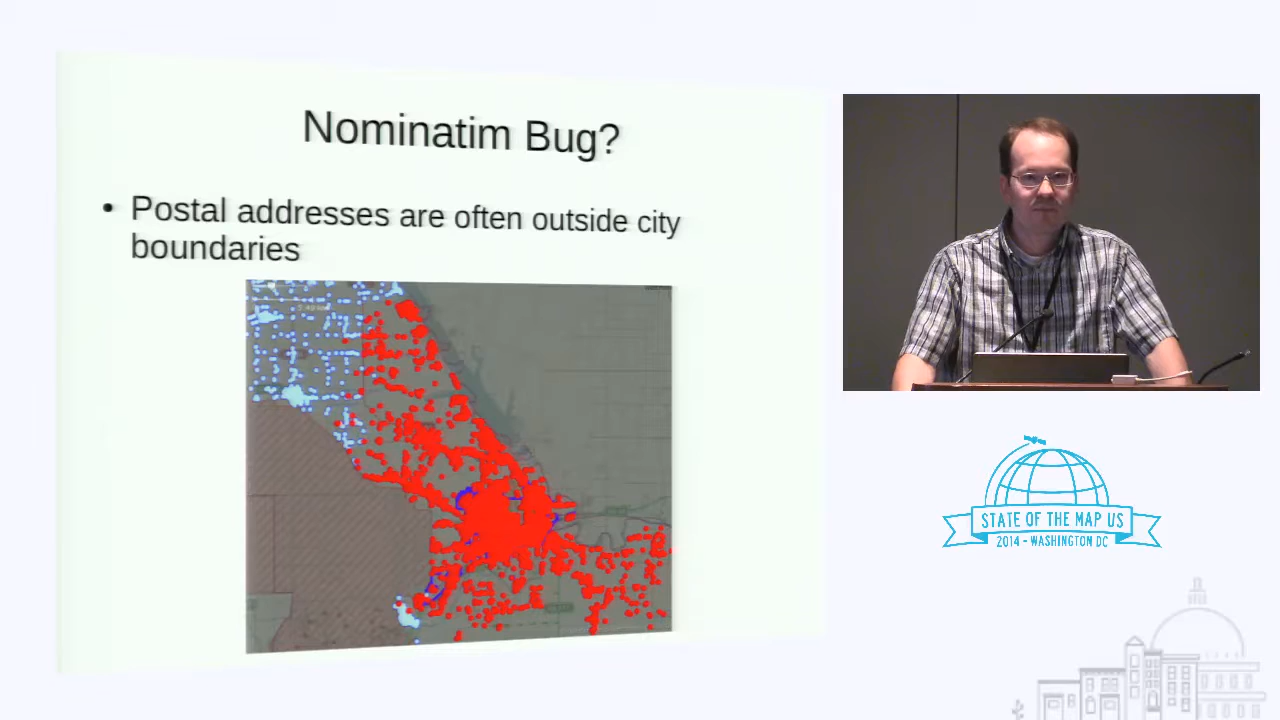 Nominatim Bug?
• Postal addresses are often outside city
boundaries
STATE OF THE MAP US
2014 - WASHINGTON DC